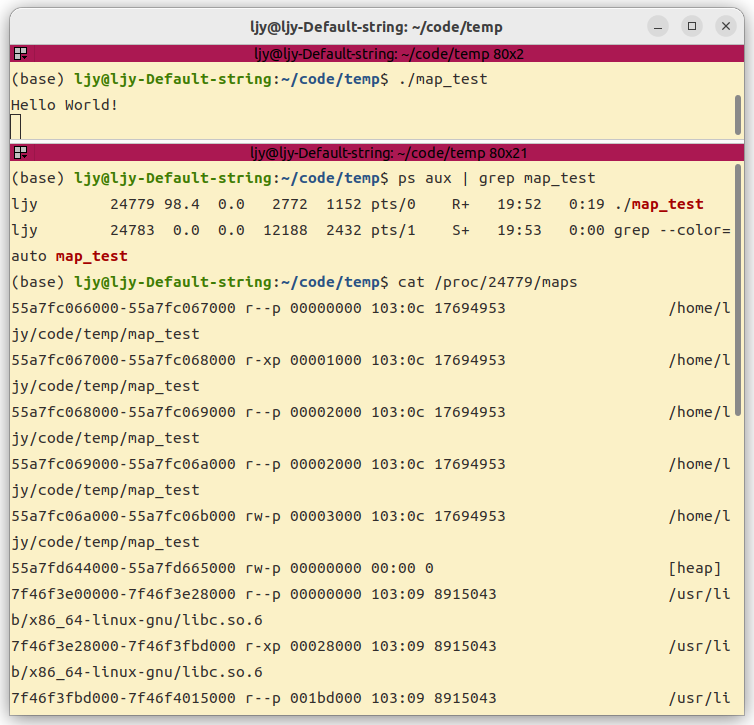 ljy@ljy-Default-string: ~/code/temp
ljy@ljy-Default-string: ~/code/temp 80x2
(base) ljy@ljy-Default-string:~/code/temp$ ./map_test
Hello World!
ljy@ljy-Default-string: ~/code/temp 80x21
(base) ljy@ljy-Default-string:~/code/temp$ ps aux | grep map_test
ljy        24779 98.4  0.0   2772  1152 pts/0    R+   19:52   0:19 ./map_test
ljy        24783  0.0  0.0  12188  2432 pts/1    S+   19:53   0:00 grep --color=
auto map_test
(base) ljy@ljy-Default-string:~/code/temp$ cat /proc/24779/maps
55a7fc066000-55a7fc067000 r--p 00000000 103:0c 17694953                  /home/l
jy/code/temp/map_test
55a7fc067000-55a7fc068000 r-xp 00001000 103:0c 17694953                  /home/l
jy/code/temp/map_test
55a7fc068000-55a7fc069000 r--p 00002000 103:0c 17694953                  /home/l
jy/code/temp/map_test
55a7fc069000-55a7fc06a000 r--p 00002000 103:0c 17694953                  /home/l
jy/code/temp/map_test
55a7fc06a000-55a7fc06b000 rw-p 00003000 103:0c 17694953                  /home/l
jy/code/temp/map_test
55a7fd644000-55a7fd665000 rw-p 00000000 00:00 0                          [heap]
7f46f3e00000-7f46f3e28000 r--p 00000000 103:09 8915043                   /usr/li
b/x86_64-linux-gnu/libc.so.6
7f46f3e28000-7f46f3fbd000 r-xp 00028000 103:09 8915043                   /usr/li
b/x86_64-linux-gnu/libc.so.6
7f46f3fbd000-7f46f4015000 r--p 001bd000 103:09 8915043                   /usr/li